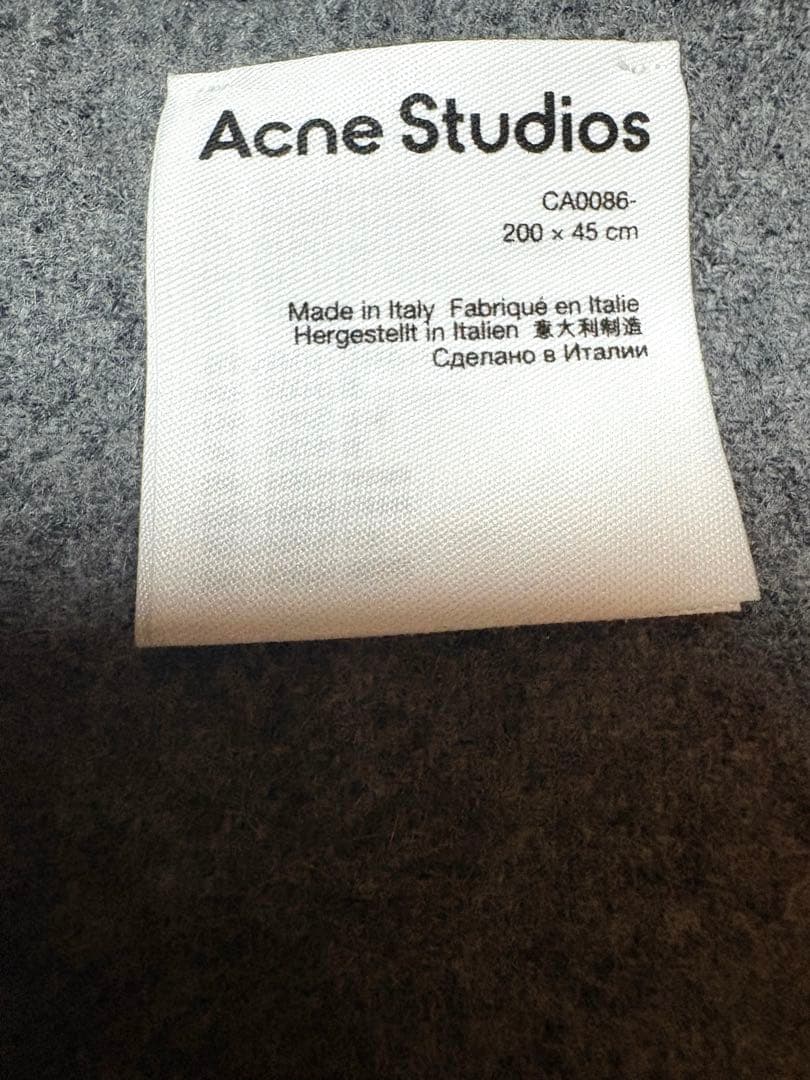 Acne Studios
CA0086-
200 × 45 cm
Made in Italy Fabriqué en Italie
Hergestellt in Italien 意大利制造
Сделано в Италии